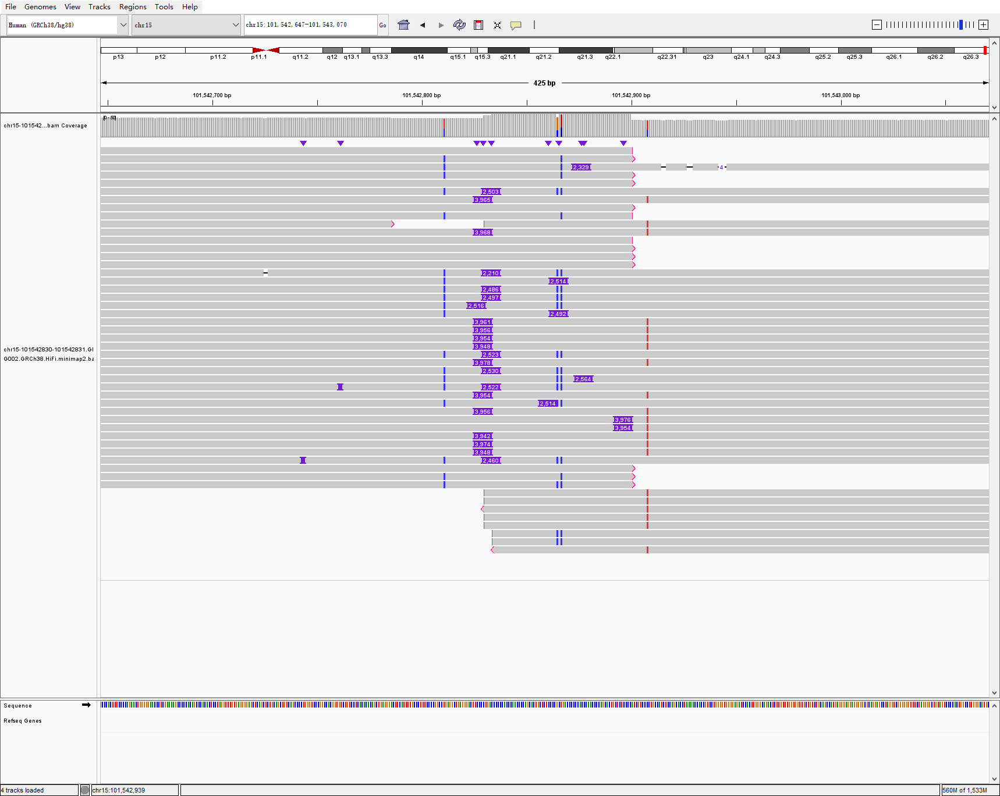 File Genomes View Tracks Regions Tools Help
Human (GRCh38/hg38) chr15 chr15:101,542,647-101,543,070 Go
p13 p12 p11.2 p11.1 q11.2 q12 q13.1 q13.3 q14 q15.1 q15.3 q21.1 q21.2 q21.3 q22.1 q22.31 q23 q24.1 q24.3 q25.2 q25.3 q26.1 q26.2 q26.3
425 bp
101,542,700 bp 101,542,800 bp 101,542,900 bp 101,543,000 bp
[0 - 50]
chr15-101542...bam Coverage
2,329 4
2,503
3,965
3,968
2,210
2,514
2,486
2,497
2,516
2,492
3,961
3,956
3,954
3,948
chr15-101542830-101542831.GI
2,523
G002.GRCh38.HiFi.minimap2.ba
3,978
2,530
2,564
2,522
3,954
2,514
3,956
3,976
3,954
3,942
3,974
3,948
2,460
Sequence
Refseq Genes
4 tracks loaded chr15:101,542,939 560M of 1,533M